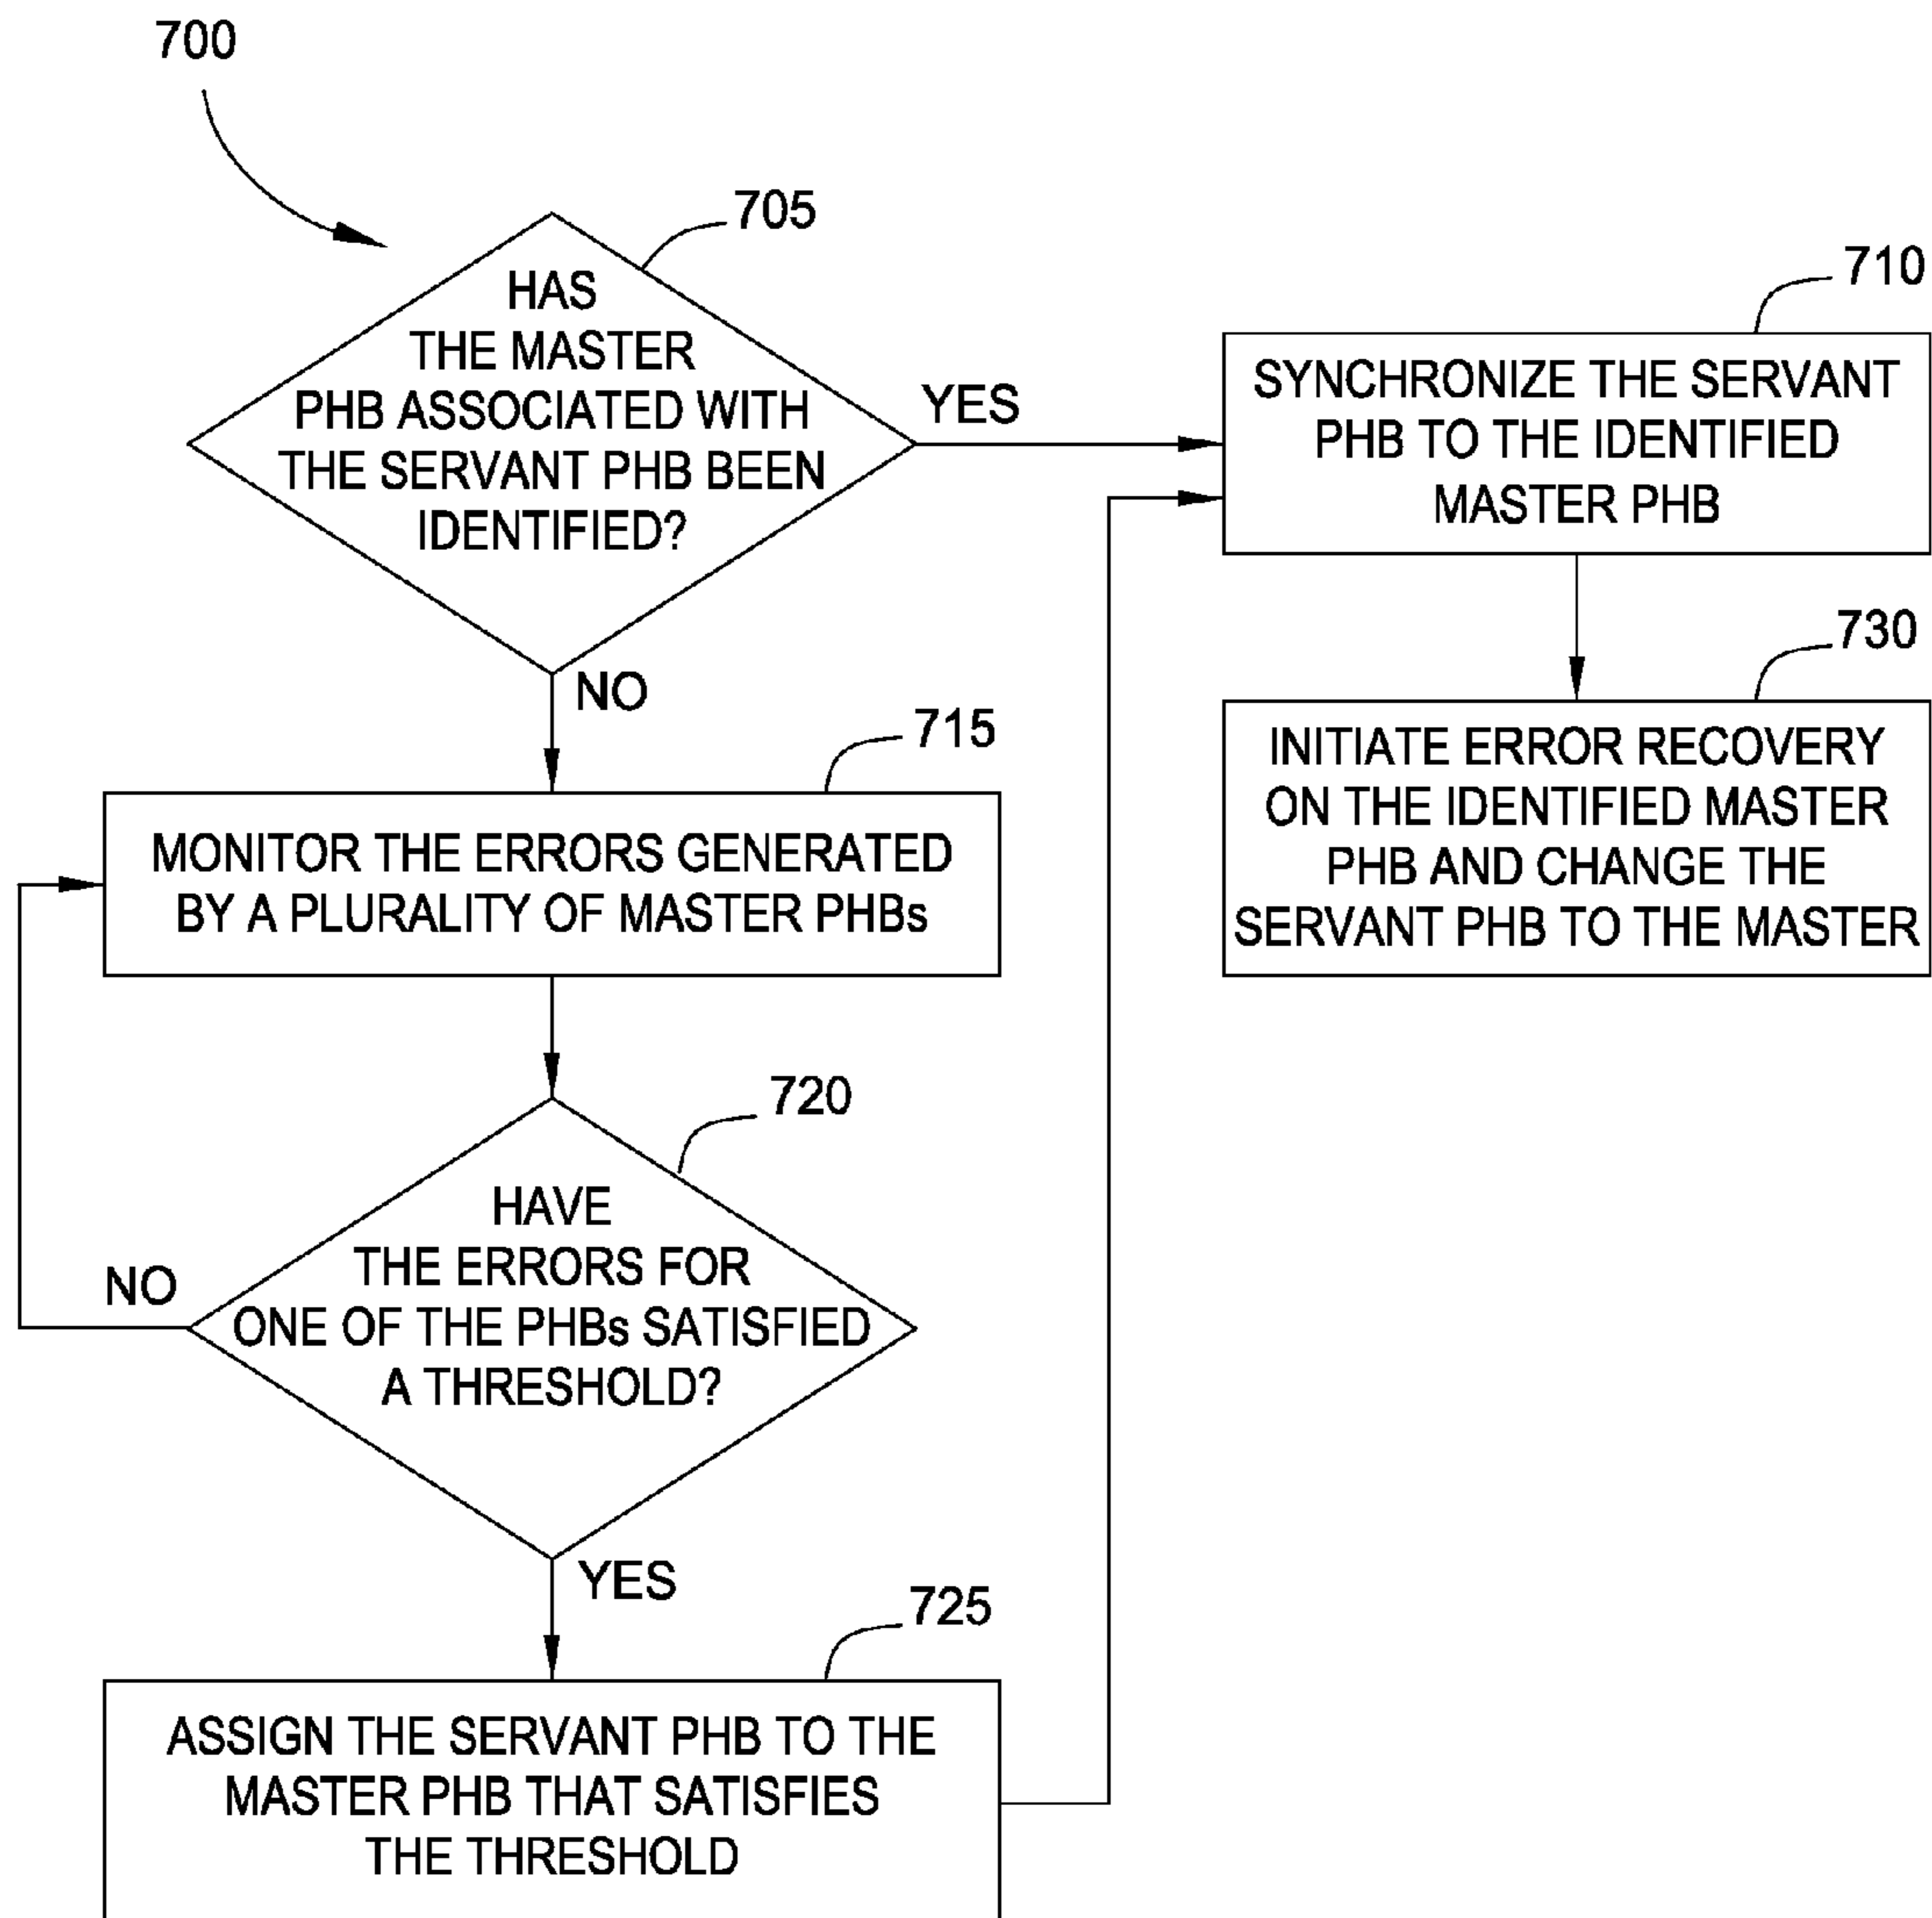 700
705
HAS
THE MASTER
PHB ASSOCIATED WITH
THE SERVANT PHB BEEN
IDENTIFIED?
YES
NO
710
SYNCHRONIZE THE SERVANT
PHB TO THE IDENTIFIED
MASTER PHB
730
INITIATE ERROR RECOVERY
ON THE IDENTIFIED MASTER
PHB AND CHANGE THE
SERVANT PHB TO THE MASTER
715
MONITOR THE ERRORS GENERATED
BY A PLURALITY OF MASTER PHBs
720
HAVE
THE ERRORS FOR
ONE OF THE PHBs SATISFIED
A THRESHOLD?
NO
YES
725
ASSIGN THE SERVANT PHB TO THE
MASTER PHB THAT SATISFIES
THE THRESHOLD